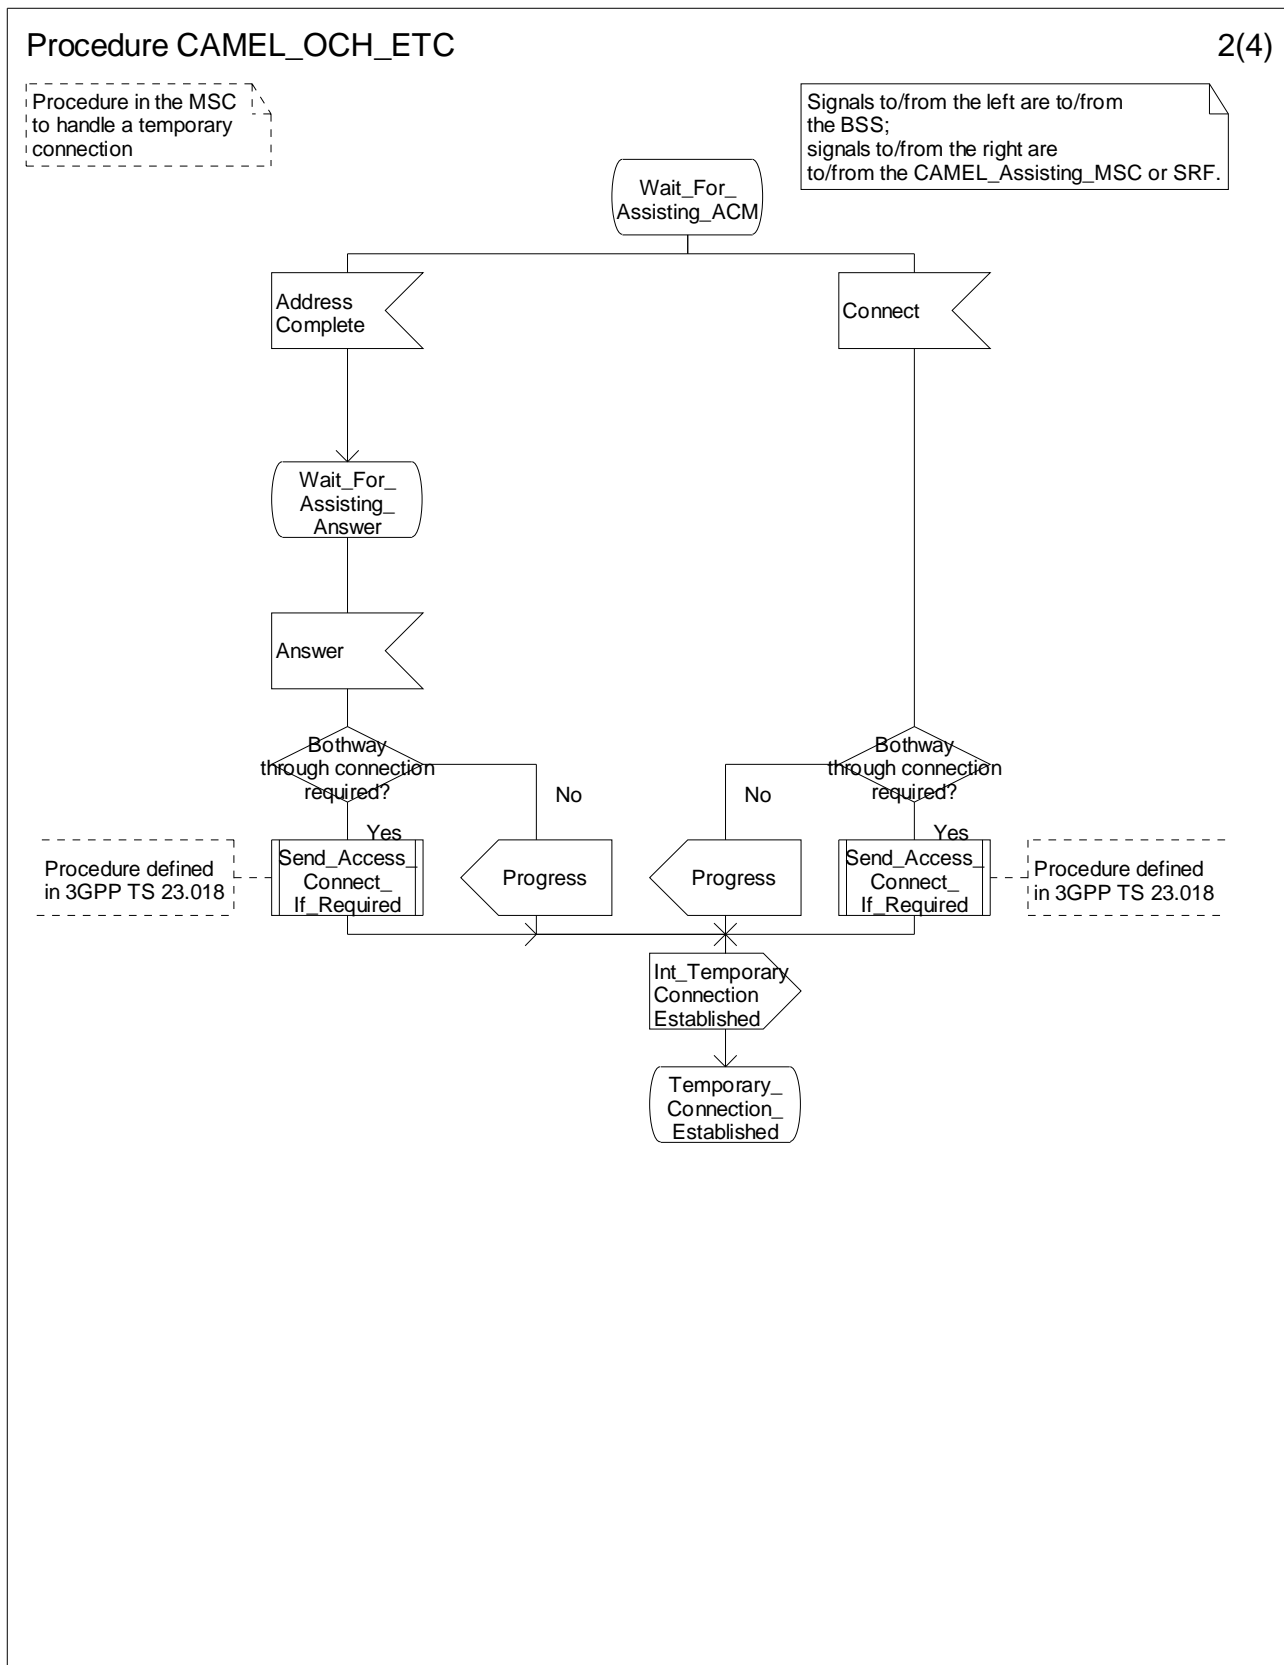 Procedure CAMEL_OCH_ETC
2(4)
Procedure in the MSC
to handle a temporary
connection
Signals to/from the left are to/from
the BSS;
signals to/from the right are
to/from the CAMEL_Assisting_MSC or SRF.
Wait_For_
Assisting_ACM
Address
Complete
Connect
Wait_For_
Assisting_
Answer
Answer
Bothway
through connection
required?
No
Yes
No
Bothway
through connection
required?
Yes
Procedure defined
in 3GPP TS 23.018
Send_Access_
Connect_
If_Required
Progress
Progress
Send_Access_
Connect_
If_Required
Procedure defined
in 3GPP TS 23.018
Int_Temporary
Connection
Established
Temporary_
Connection_
Established